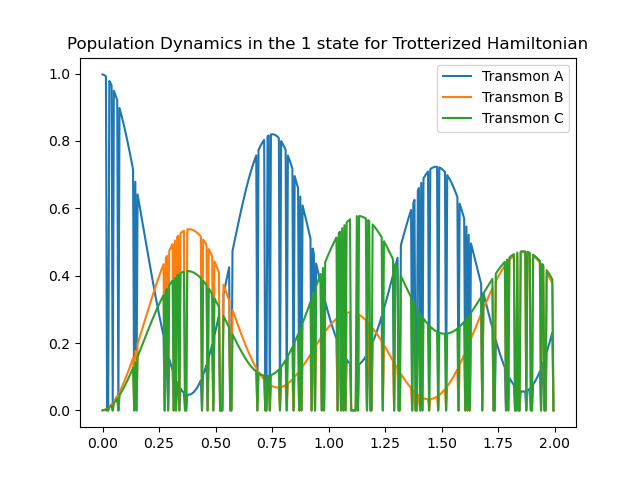 Population Dynamics in the 1 state for Trotterized Hamiltonian
Transmon A
Transmon B
Transmon C
1.0
0.8
0.6
0.4
0.2
0.0
0.00 0.25 0.50 0.75 1.00 1.25 1.50 1.75 2.00